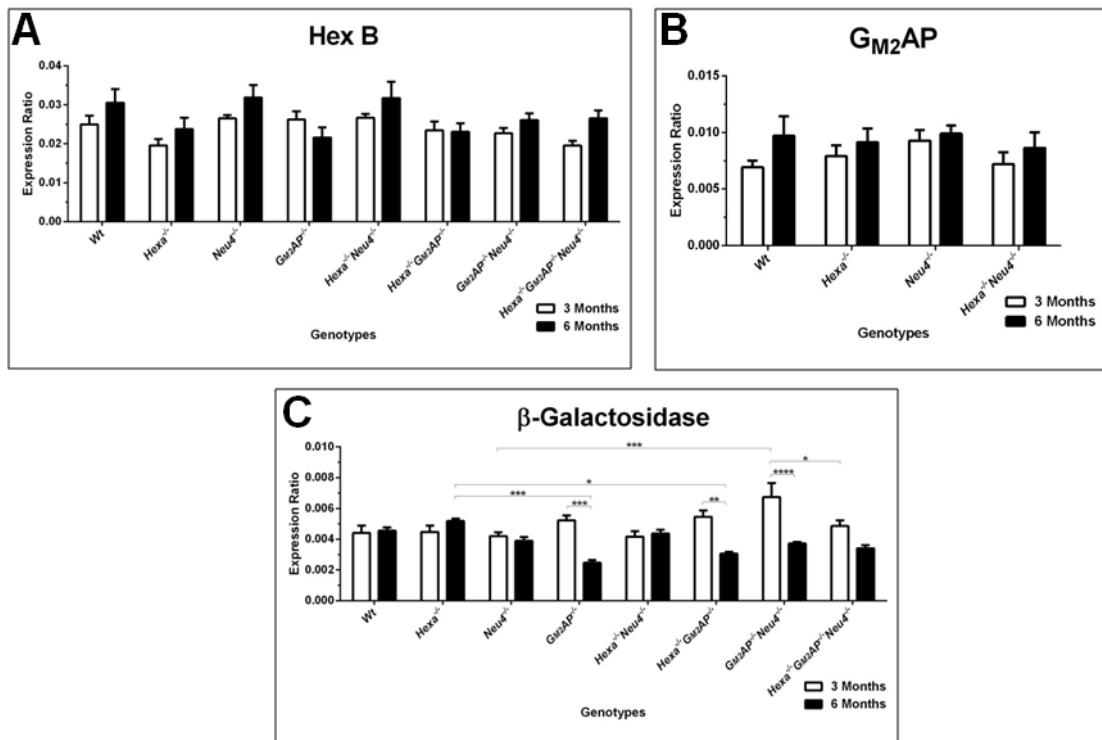 A
Hex B
Expression Ratio
0.04
0.03
0.02
0.01
0.00
Wt
Hexa⁻/⁻
Neu4⁻/⁻
GM2AP⁻/⁻
Hexa⁻/⁻Neu4⁻/⁻
Hexa⁻/⁻GM2AP⁻/⁻
GM2AP⁻/⁻Neu4⁻/⁻
Hexa⁻/⁻GM2AP⁻/⁻Neu4⁻/⁻
3 Months
6 Months
Genotypes
B
GM2AP
Expression Ratio
0.015
0.010
0.005
0.000
Wt
Hexa⁻/⁻
Neu4⁻/⁻
Hexa⁻/⁻Neu4⁻/⁻
3 Months
6 Months
Genotypes
C
β-Galactosidase
Expression Ratio
0.010
0.008
0.006
0.004
0.002
0.000
***
*
*
****
***
***
**
Wt
Hexa⁻/⁻
Neu4⁻/⁻
GM2AP⁻/⁻
Hexa⁻/⁻Neu4⁻/⁻
Hexa⁻/⁻GM2AP⁻/⁻
GM2AP⁻/⁻Neu4⁻/⁻
Hexa⁻/⁻GM2AP⁻/⁻Neu4⁻/⁻
3 Months
6 Months
Genotypes